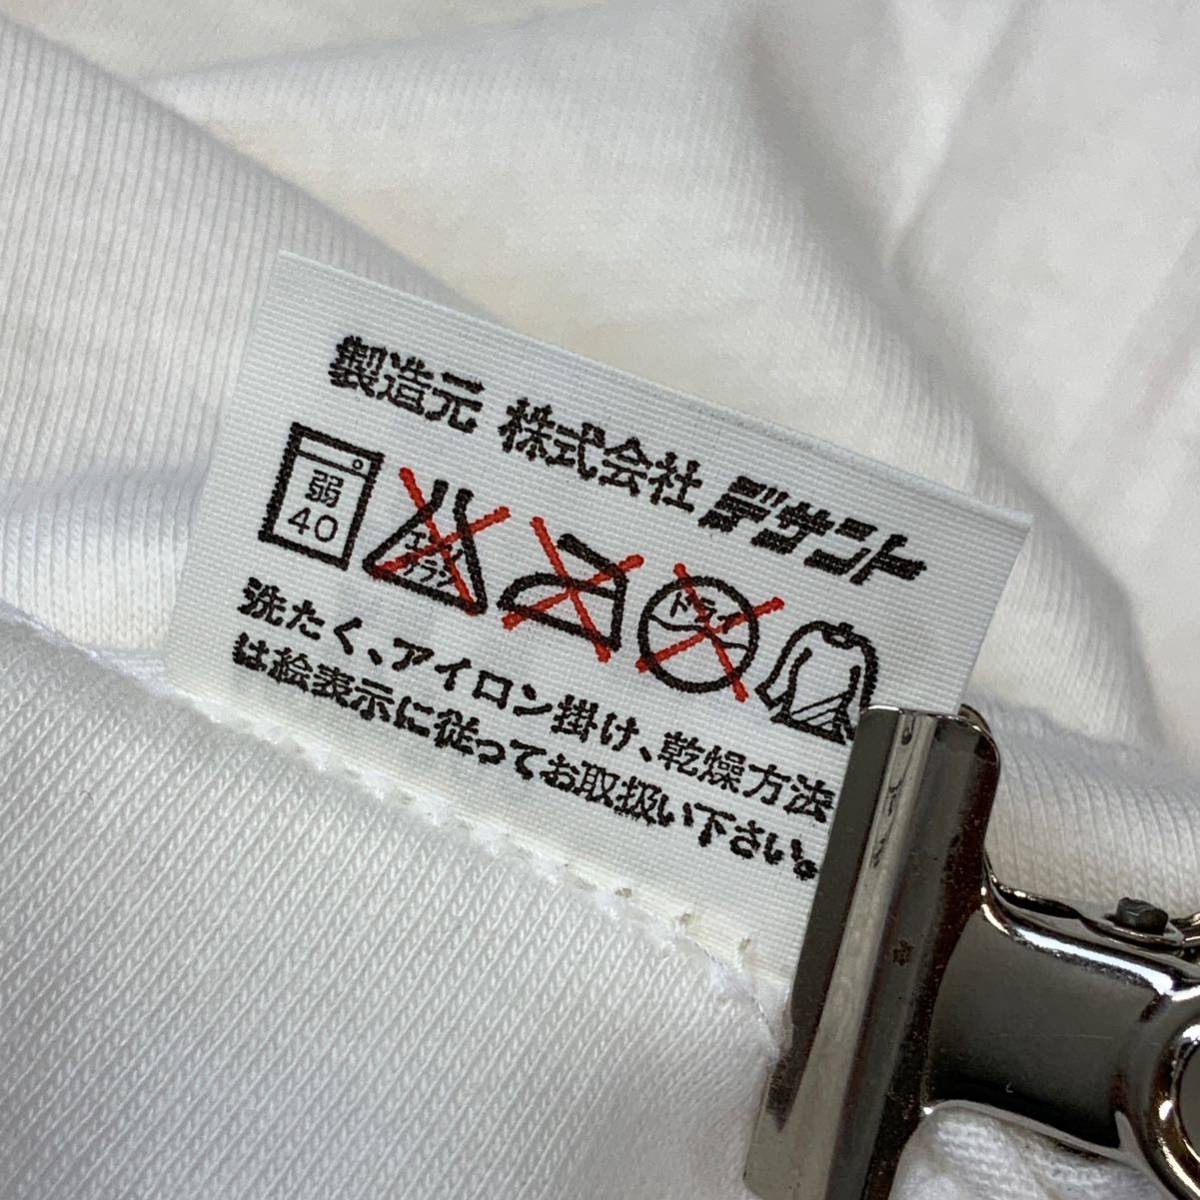 製造元 株式会社デサント
弱
40
エンソ
サラシ
ドライ
洗たく、アイロン掛け、乾燥方法
は絵表示に従ってお取扱い下さい。